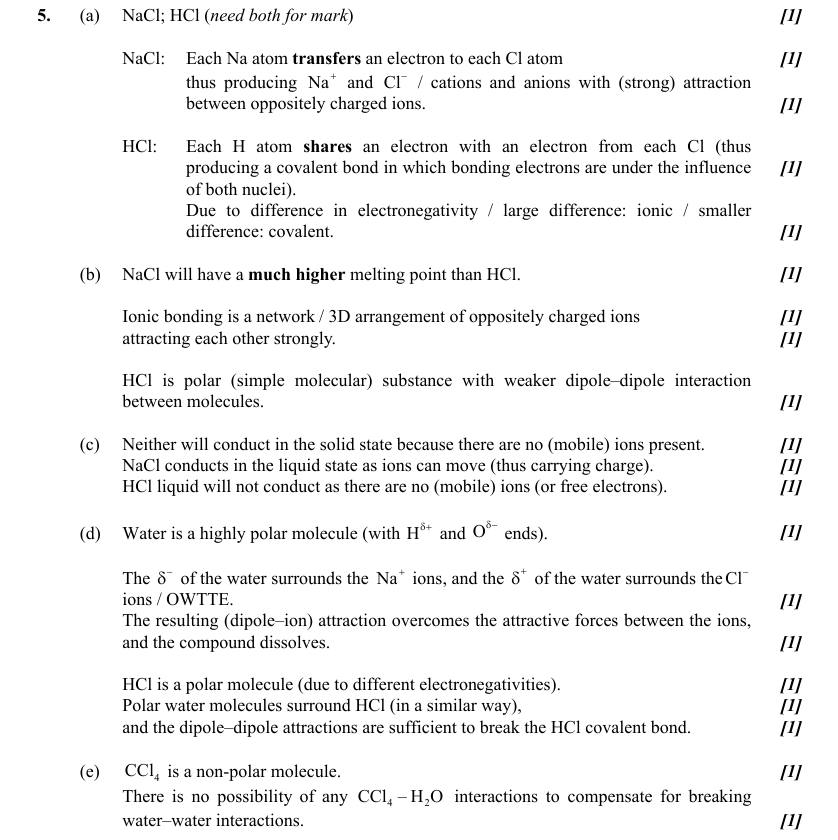 5. (a) NaCl; HCl (need both for mark) [1]
NaCl: Each Na atom transfers an electron to each Cl atom [1]
thus producing Na⁺ and Cl⁻ / cations and anions with (strong) attraction
between oppositely charged ions. [1]
HCl: Each H atom shares an electron with an electron from each Cl (thus
producing a covalent bond in which bonding electrons are under the influence [1]
of both nuclei).
Due to difference in electronegativity / large difference: ionic / smaller
difference: covalent. [1]
(b) NaCl will have a much higher melting point than HCl. [1]
Ionic bonding is a network / 3D arrangement of oppositely charged ions [1]
attracting each other strongly. [1]
HCl is polar (simple molecular) substance with weaker dipole–dipole interaction
between molecules. [1]
(c) Neither will conduct in the solid state because there are no (mobile) ions present. [1]
NaCl conducts in the liquid state as ions can move (thus carrying charge). [1]
HCl liquid will not conduct as there are no (mobile) ions (or free electrons). [1]
(d) Water is a highly polar molecule (with H^δ+ and O^δ− ends). [1]
The δ⁻ of the water surrounds the Na⁺ ions, and the δ⁺ of the water surrounds the Cl⁻
ions / OWTTE. [1]
The resulting (dipole–ion) attraction overcomes the attractive forces between the ions,
and the compound dissolves. [1]
HCl is a polar molecule (due to different electronegativities). [1]
Polar water molecules surround HCl (in a similar way), [1]
and the dipole–dipole attractions are sufficient to break the HCl covalent bond. [1]
(e) CCl₄ is a non-polar molecule. [1]
There is no possibility of any CCl₄ – H₂O interactions to compensate for breaking
water–water interactions. [1]